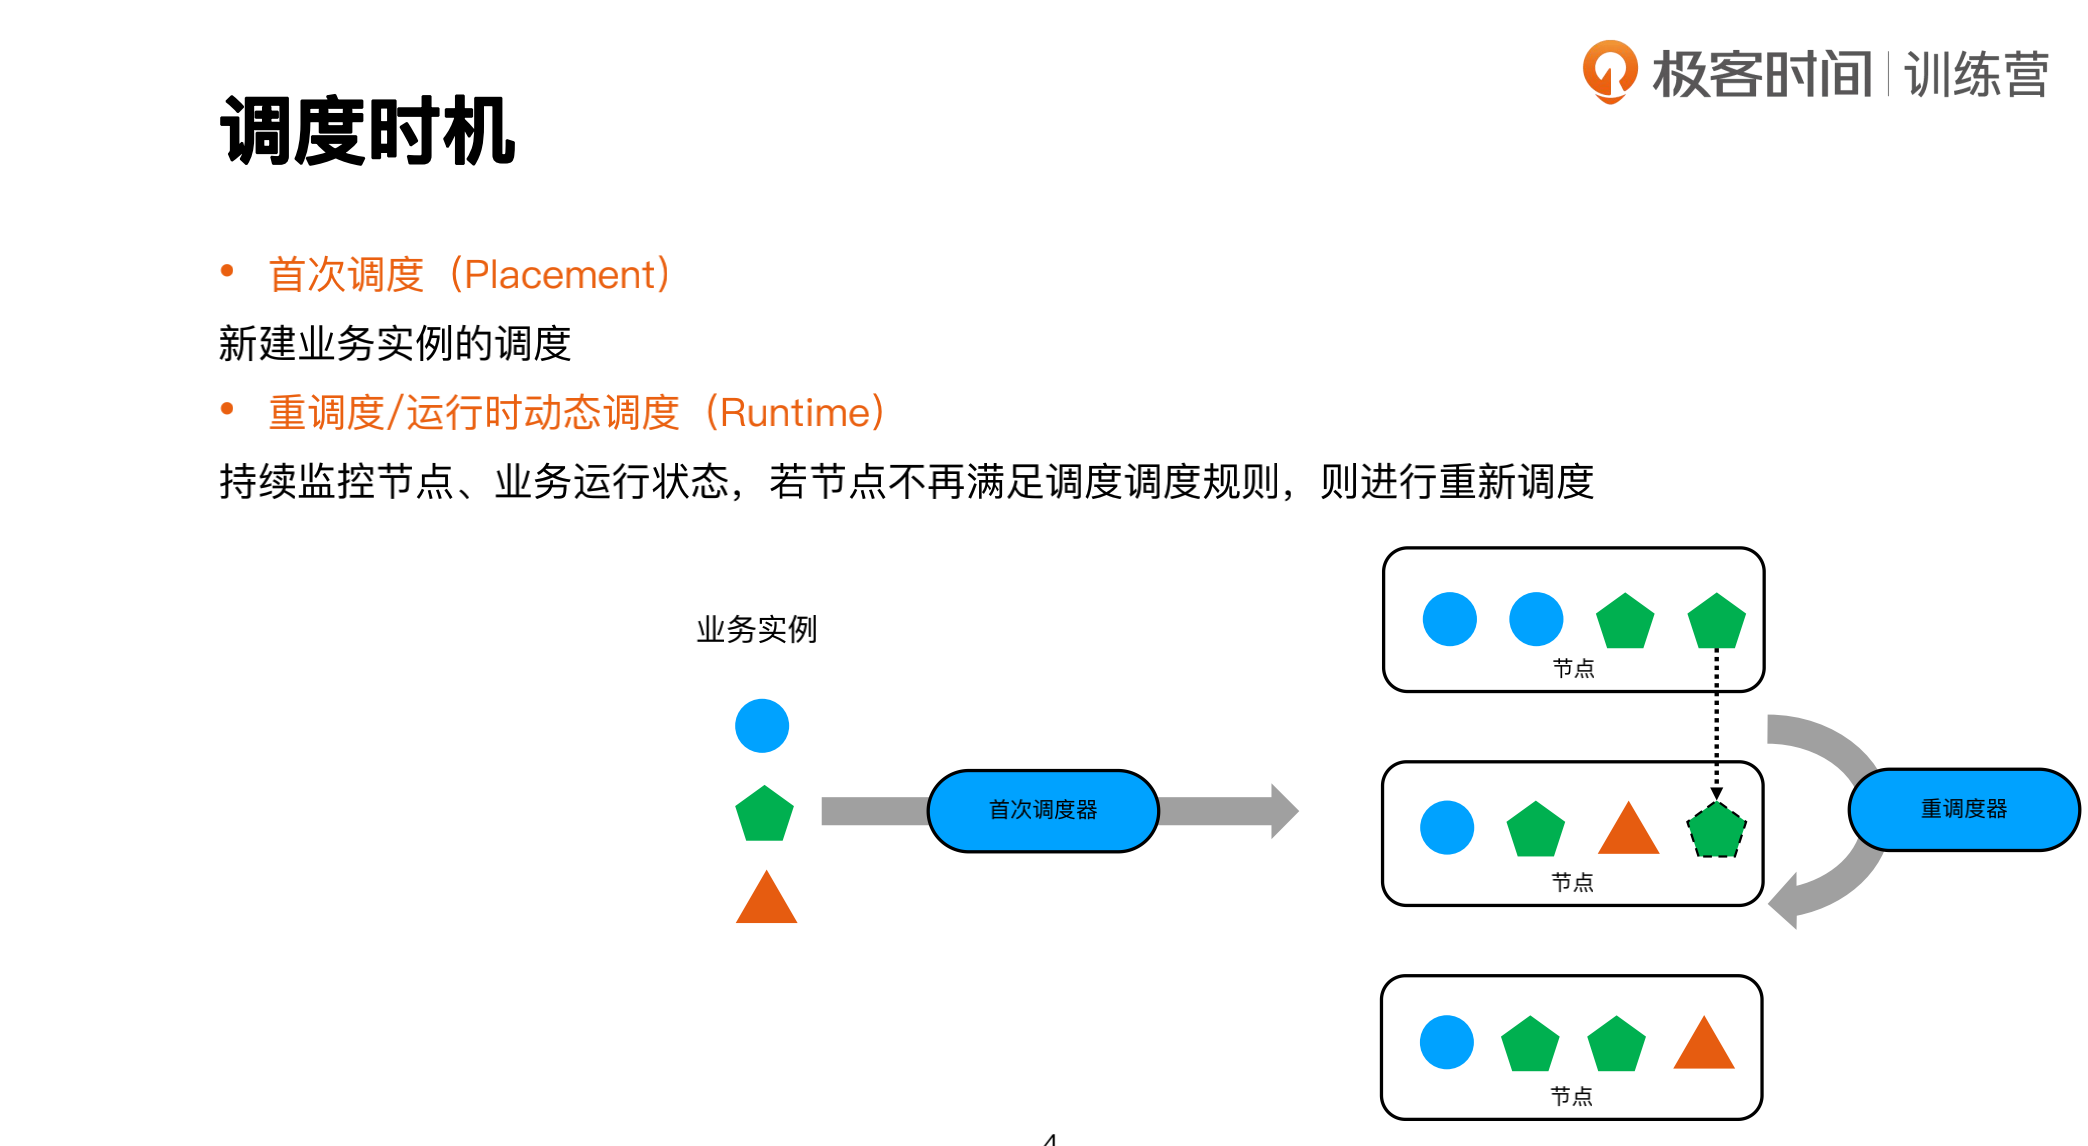 极客时间 训练营
调度时机
• 首次调度（Placement）
新建业务实例的调度
• 重调度/运行时动态调度（Runtime）
持续监控节点、业务运行状态，若节点不再满足调度调度规则，则进行重新调度
业务实例
节点
首次调度器
重调度器
节点
节点
4